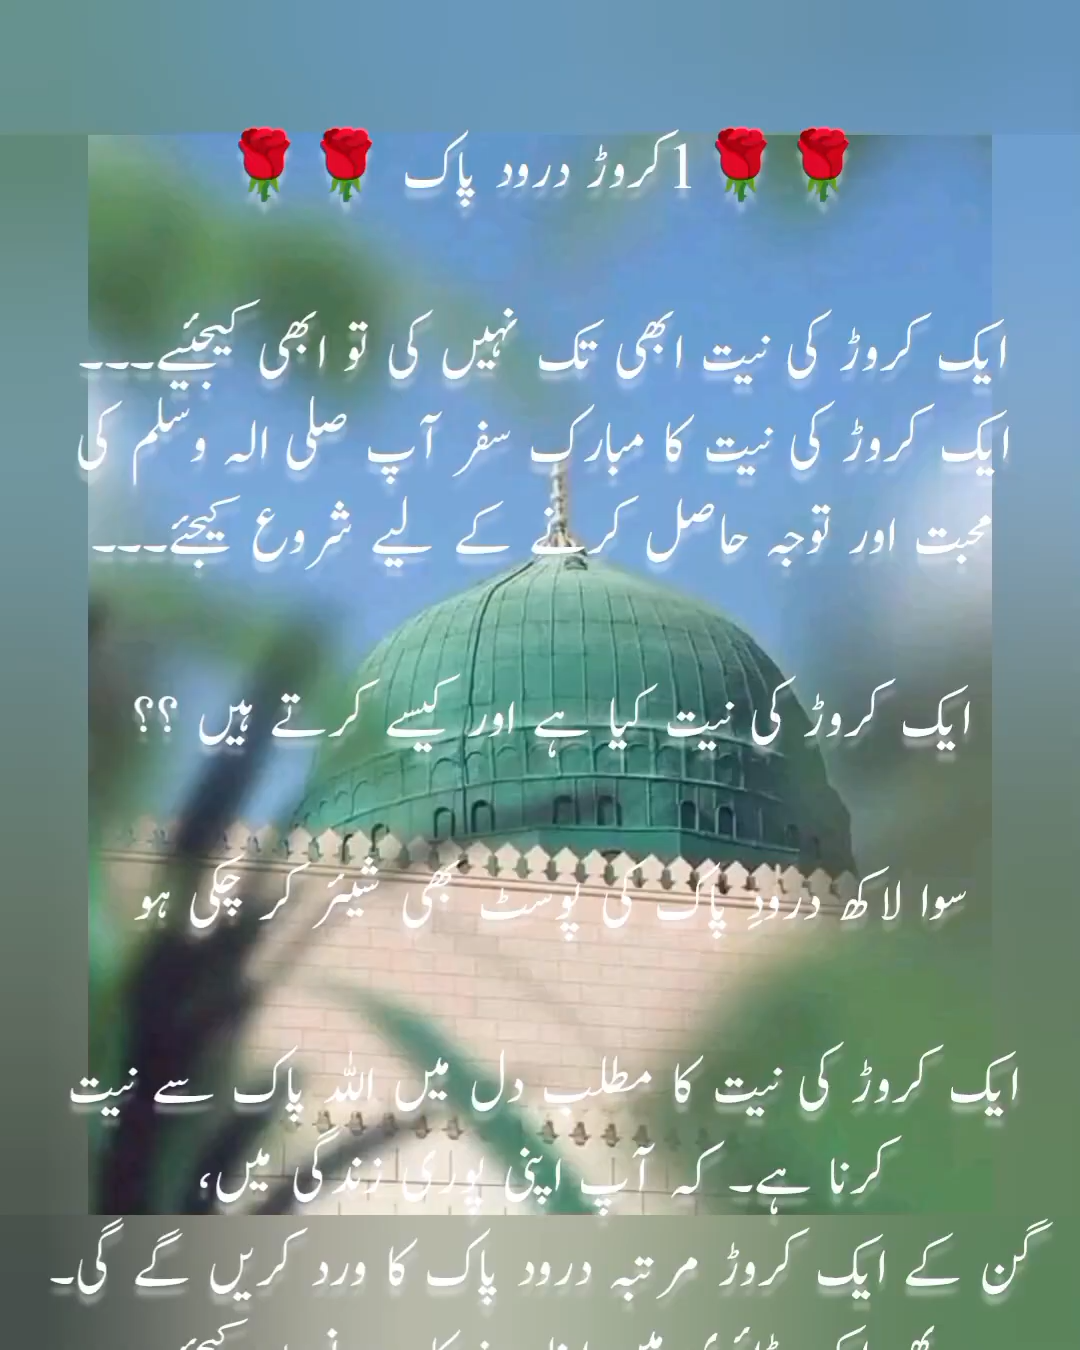 🌹🌹1کروڑ درود پاک 🌹🌹
ایک کروڑ کی نیت ابھی تک نہیں کی تو ابھی کیجئیے۔۔۔
ایک کروڑ کی نیت کا مبارک سفر آپ صلی الہ وسلم کی
محبت اور توجہ حاصل کرنے کے لیے شروع کیجئے۔۔۔
ایک کروڑ کی نیت کیا ہے اور کیسے کرتے ہیں ؟؟
سوا لاکھ درودِ پاک کی پوسٹ بھی شیئر کر چکی ہو
ایک کروڑ کی نیت کا مطلب دل میں اللہ پاک سے نیت
کرنا ہے۔ کہ آپ اپنی پوری زندگی میں،
گن کے ایک کروڑ مرتبہ درود پاک کا ورد کریں گے گی۔